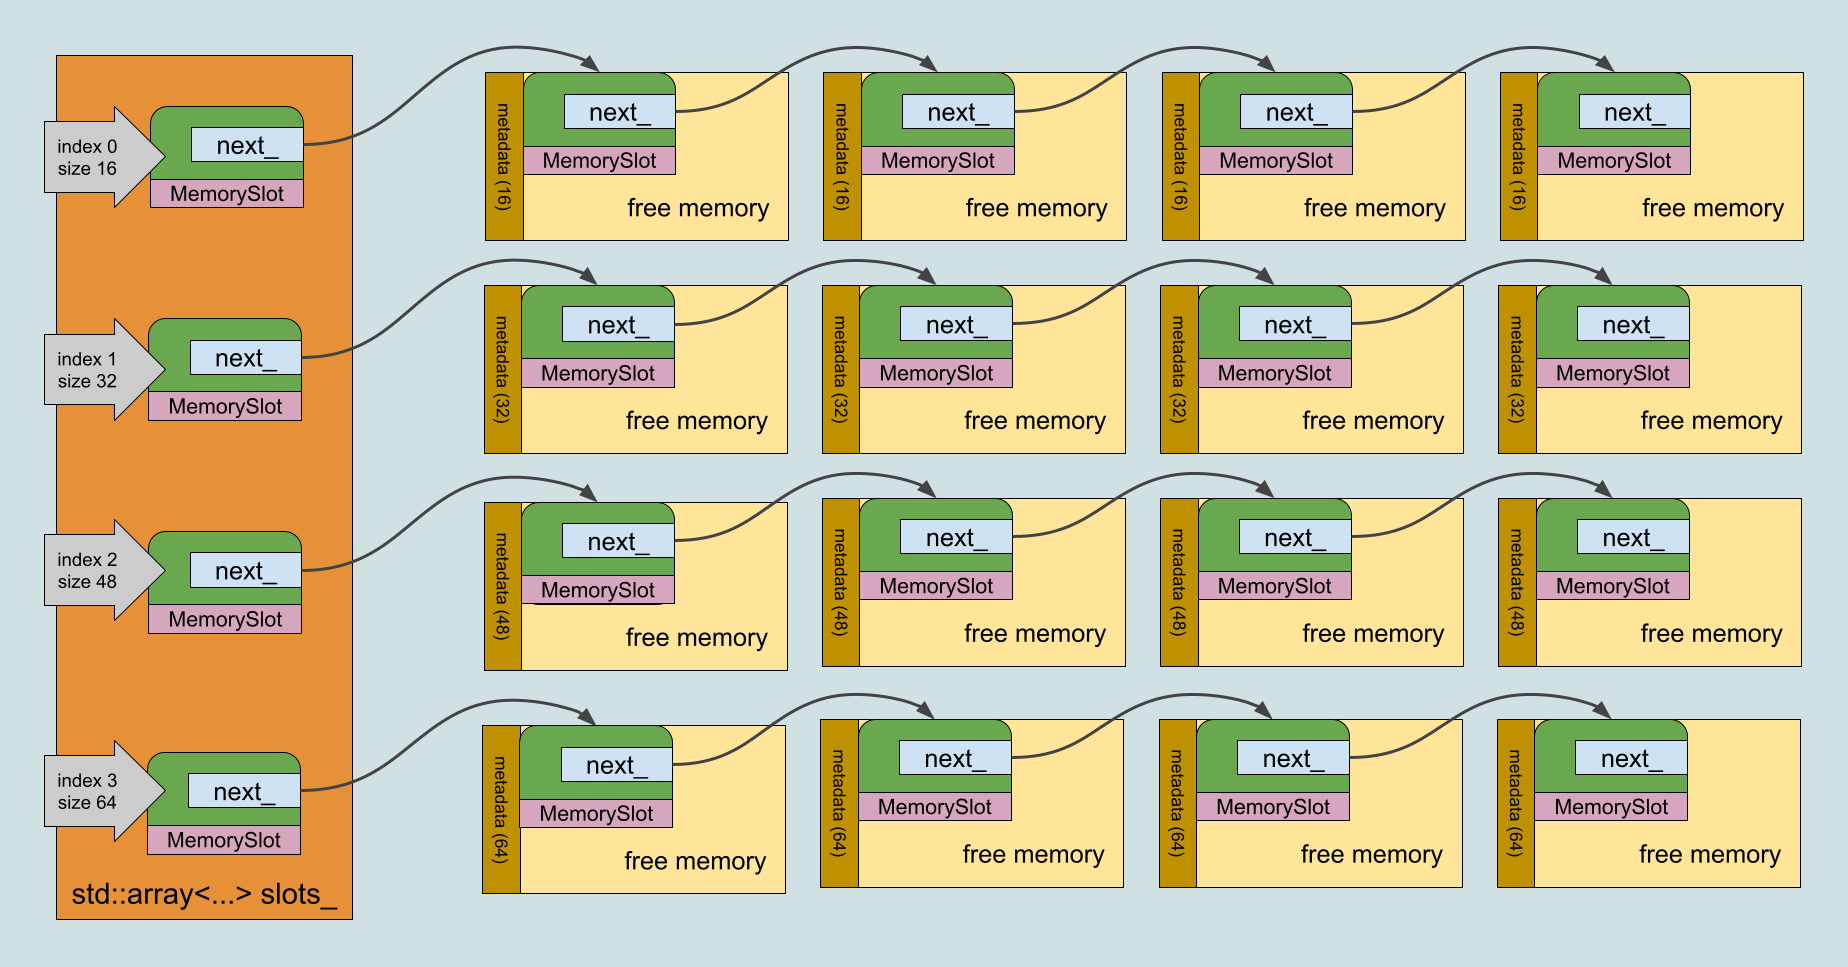 index 0
size 16
next_
MemorySlot
metadata (16)
next_
MemorySlot
free memory
metadata (16)
next_
MemorySlot
free memory
metadata (16)
next_
MemorySlot
free memory
metadata (16)
next_
MemorySlot
free memory
index 1
size 32
next_
MemorySlot
metadata (32)
next_
MemorySlot
free memory
metadata (32)
next_
MemorySlot
free memory
metadata (32)
next_
MemorySlot
free memory
metadata (32)
next_
MemorySlot
free memory
index 2
size 48
next_
MemorySlot
metadata (48)
next_
MemorySlot
free memory
metadata (48)
next_
MemorySlot
free memory
metadata (48)
next_
MemorySlot
free memory
metadata (48)
next_
MemorySlot
free memory
index 3
size 64
next_
MemorySlot
metadata (64)
next_
MemorySlot
free memory
metadata (64)
next_
MemorySlot
free memory
metadata (64)
next_
MemorySlot
free memory
metadata (64)
next_
MemorySlot
free memory
std::array<...> slots_